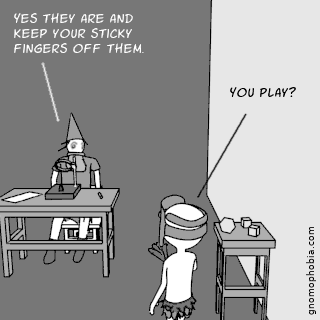 YES THEY ARE AND
KEEP YOUR STICKY
FINGERS OFF THEM.
YOU PLAY?
gnomophobia.com